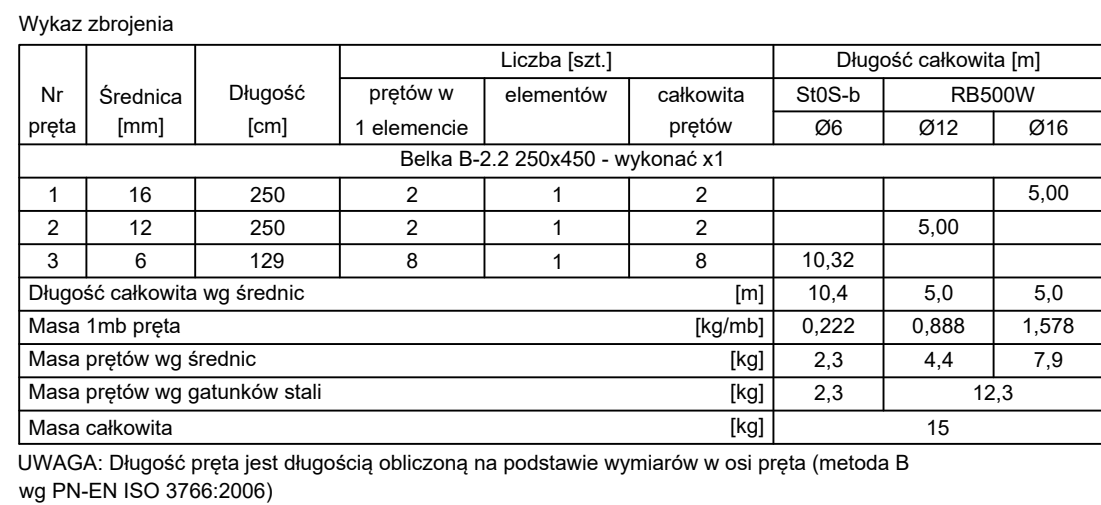 Wykaz zbrojenia
Liczba [szt.] Długość całkowita [m]
Nr Średnica Długość prętów w elementów całkowita St0S-b RB500W
pręta [mm] [cm] 1 elemencie prętów Ø6 Ø12 Ø16
Belka B-2.2 250x450 - wykonać x1
1 16 250 2 1 2 5,00
2 12 250 2 1 2 5,00
3 6 129 8 1 8 10,32
Długość całkowita wg średnic [m] 10,4 5,0 5,0
Masa 1mb pręta [kg/mb] 0,222 0,888 1,578
Masa prętów wg średnic [kg] 2,3 4,4 7,9
Masa prętów wg gatunków stali [kg] 2,3 12,3
Masa całkowita [kg] 15
UWAGA: Długość pręta jest długością obliczoną na podstawie wymiarów w osi pręta (metoda B
wg PN-EN ISO 3766:2006)